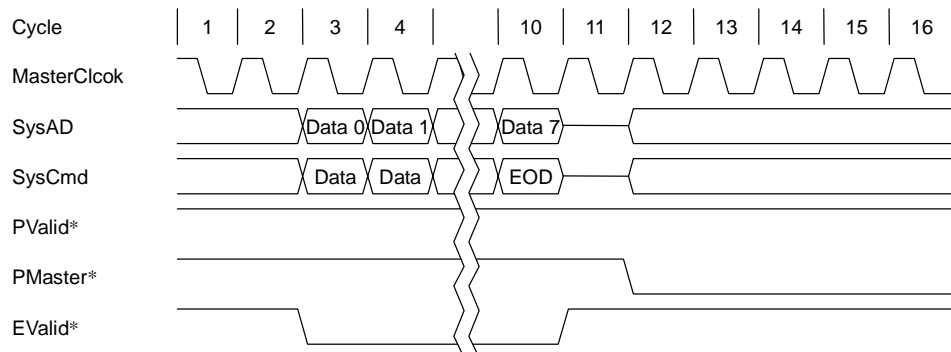 Cycle 1 2 3 4 10 11 12 13 14 15 16
MasterClcok
SysAD Data 0 Data 1 Data 7
SysCmd Data Data EOD
PValid*
PMaster*
EValid*